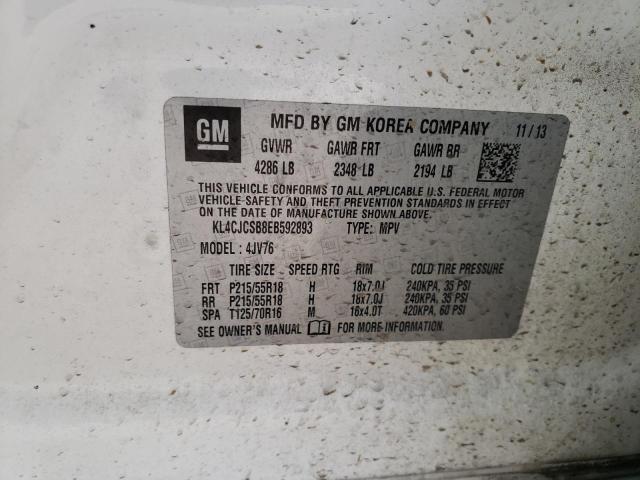 GM
MFD BY GM KOREA COMPANY 11/13
GVWR GAWR FRT GAWR RR
4286 LB 2348 LB 2194 LB
THIS VEHICLE CONFORMS TO ALL APPLICABLE U.S. FEDERAL MOTOR
VEHICLE SAFETY AND THEFT PREVENTION STANDARDS IN EFFECT
ON THE DATE OF MANUFACTURE SHOWN ABOVE.
KL4CJCSB8EB592893 TYPE: MPV
MODEL: 4JV76
TIRE SIZE SPEED RTG RIM COLD TIRE PRESSURE
FRT P215/55R18 H 18x7.0J 240KPA, 35 PSI
RR P215/55R18 H 18x7.0J 240KPA, 35 PSI
SPA T125/70R16 M 16x4.0T 420KPA, 60 PSI
SEE OWNER'S MANUAL FOR MORE INFORMATION.